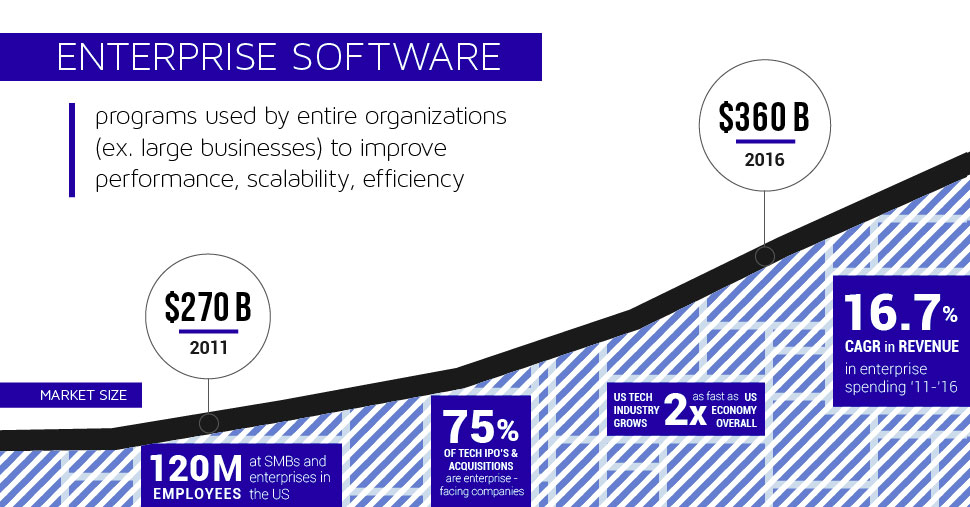 ENTERPRISE SOFTWARE
programs used by entire organizations
(ex. large businesses) to improve
performance, scalability, efficiency
$360 B
2016
$270 B
2011
MARKET SIZE
120M
EMPLOYEES
at SMBs and
enterprises in
the US
75%
OF TECH IPO'S &
ACQUISITIONS
are enterprise -
facing companies
US TECH
INDUSTRY
GROWS
2x
as fast as US
ECONOMY
OVERALL
16.7%
CAGR in REVENUE
in enterprise
spending '11-'16